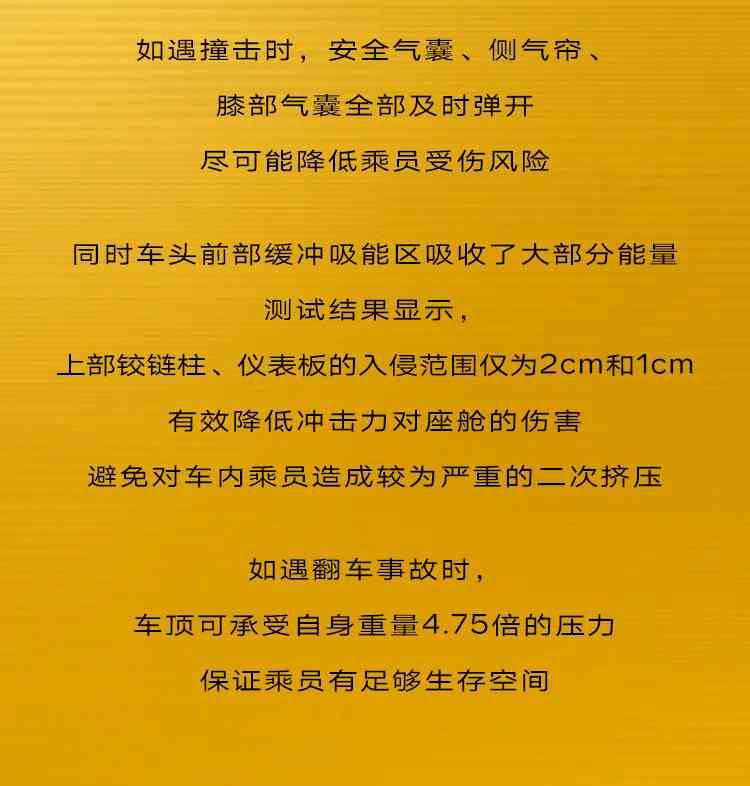 如遇撞击时，安全气囊、侧气帘、
膝部气囊全部及时弹开
尽可能降低乘员受伤风险
同时车头前部缓冲吸能区吸收了大部分能量
测试结果显示，
上部铰链柱、仪表板的入侵范围仅为2cm和1cm
有效降低冲击力对座舱的伤害
避免对车内乘员造成较为严重的二次挤压
如遇翻车事故时，
车顶可承受自身重量4.75倍的压力
保证乘员有足够生存空间